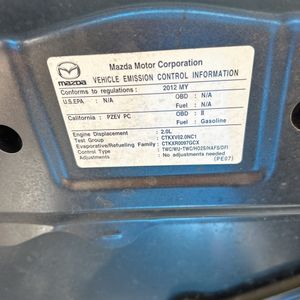 mazda
Mazda Motor Corporation
VEHICLE EMISSION CONTROL INFORMATION
Conforms to regulations: 2012 MY
U.S.EPA : N/A OBD : N/A
Fuel : N/A
California : PZEV PC OBD : II
Fuel : Gasoline
Engine Displacement : 2.0L
Test Group : CTKXV02.0NC1
Evaporative/Refueling Family : CTKXR0097GCX
Control Type : TWC/WU-TWC/HO2S/HAFS/DFI
Adjustments : No adjustments needed.
(PE07)